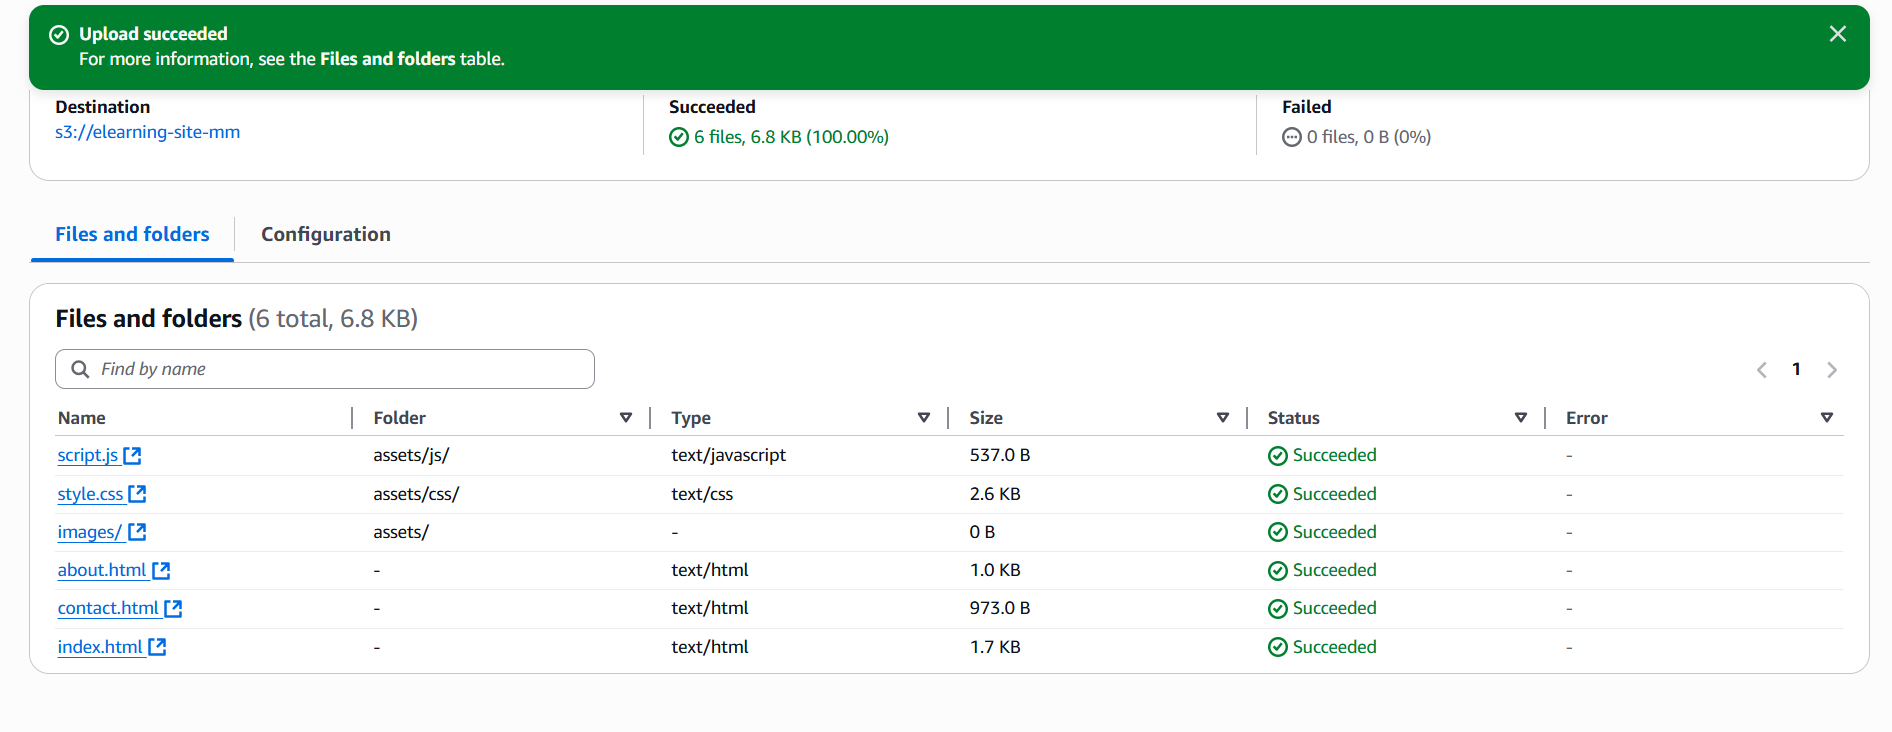 Upload succeeded
For more information, see the Files and folders table.
Destination Succeeded Failed
s3://elearning-site-mm 6 files, 6.8 KB (100.00%) 0 files, 0 B (0%)
Files and folders Configuration
Files and folders (6 total, 6.8 KB)
Find by name
1
Name Folder Type Size Status Error
script.js assets/js/ text/javascript 537.0 B Succeeded -
style.css assets/css/ text/css 2.6 KB Succeeded -
images/ assets/ - 0 B Succeeded -
about.html - text/html 1.0 KB Succeeded -
contact.html - text/html 973.0 B Succeeded -
index.html - text/html 1.7 KB Succeeded -